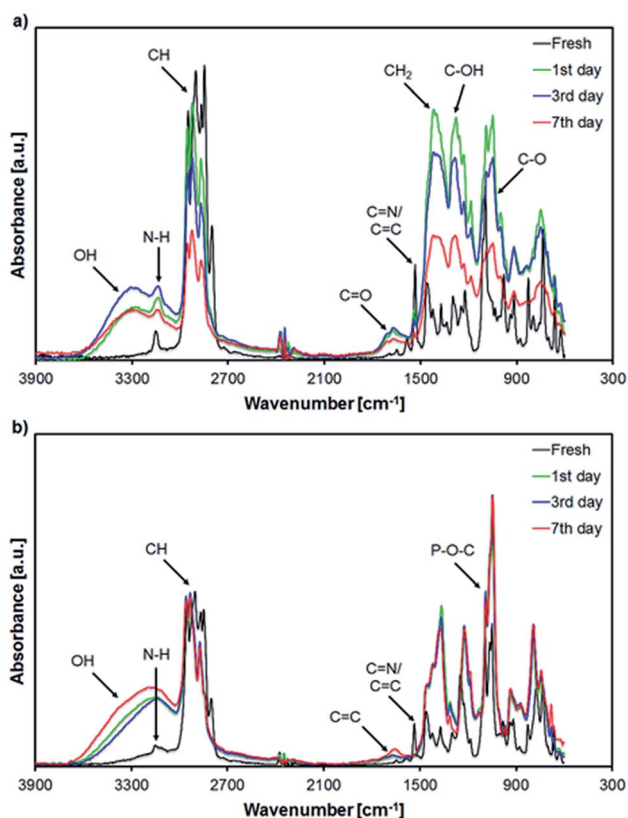 a)
Fresh
1st day
3rd day
7th day
CH
CH₂
C-OH
C-O
C=N/
C=C
N-H
OH
C=O
Absorbance [a.u.]
3900 3300 2700 2100 1500 900 300
Wavenumber [cm⁻¹]
b)
Fresh
1st day
3rd day
7th day
CH
P-O-C
N-H
OH
C=N/
C=C
C=C
Absorbance [a.u.]
3900 3300 2700 2100 1500 900 300
Wavenumber [cm⁻¹]